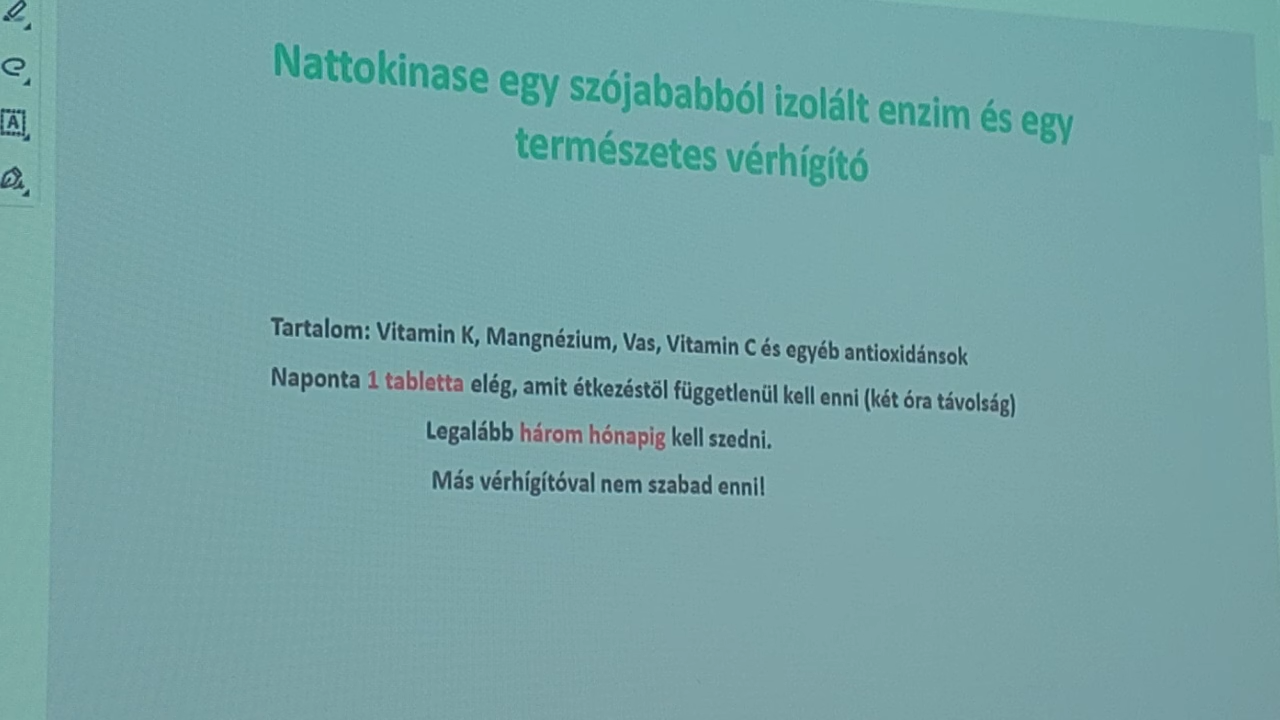 Nattokinase egy szójababból izolált enzim és egy
természetes vérhígító
Tartalom: Vitamin K, Mangnézium, Vas, Vitamin C és egyéb antioxidánsok
Naponta 1 tabletta elég, amit étkezéstől függetlenül kell enni (két óra távolság)
Legalább három hónapig kell szedni.
Más vérhígítóval nem szabad enni!